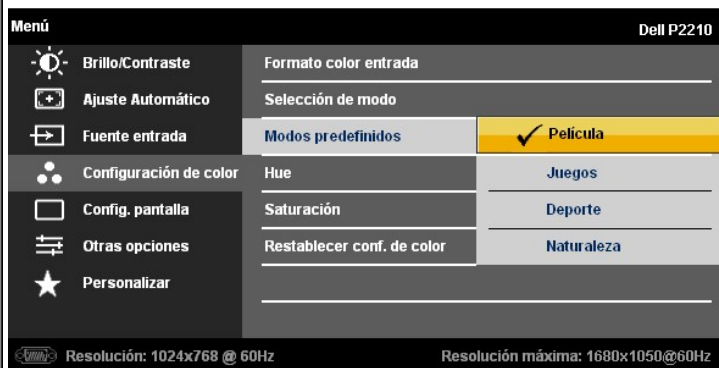 Menú
Dell P2210
Brillo/Contraste
Formato color entrada
Ajuste Automático
Selección de modo
Fuente entrada
Modos predefinidos
Película
Configuración de color
Hue
Juegos
Config. pantalla
Saturación
Deporte
Otras opciones
Restablecer conf. de color
Naturaleza
Personalizar
Resolución: 1024x768 @ 60Hz
Resolución máxima: 1680x1050@60Hz